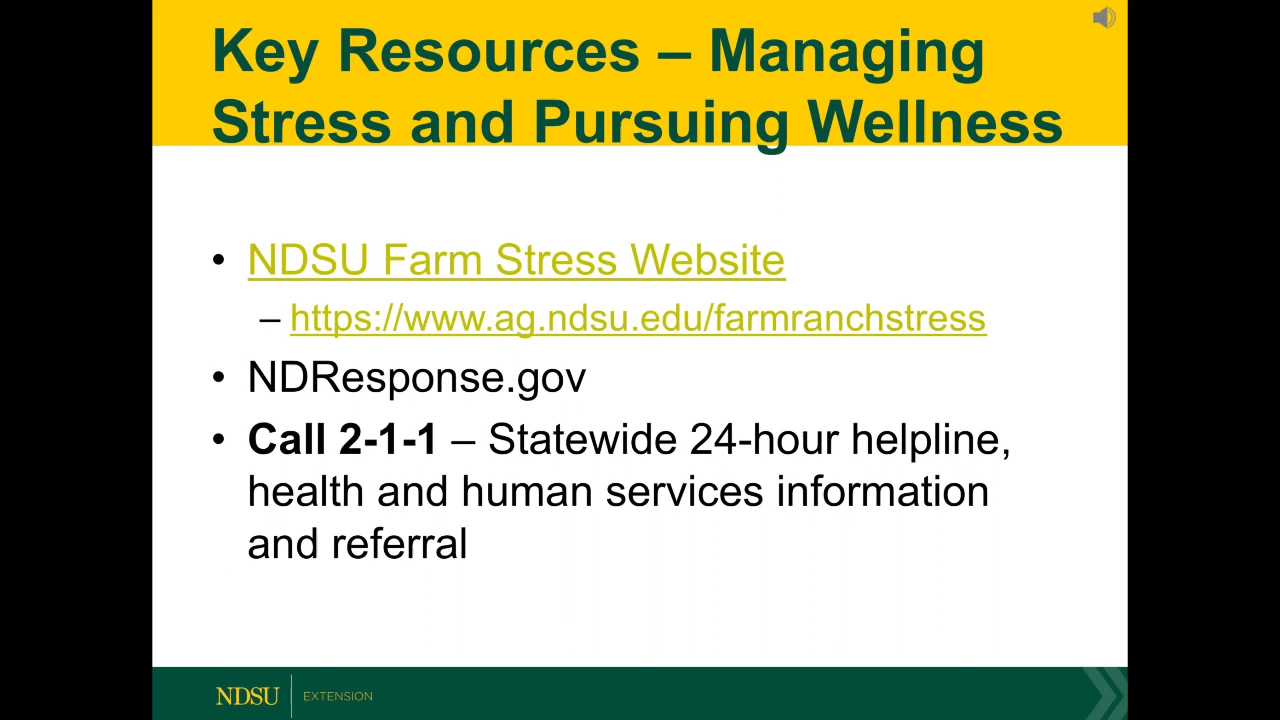 Key Resources – Managing
Stress and Pursuing Wellness
• NDSU Farm Stress Website
– https://www.ag.ndsu.edu/farmranchstress
• NDResponse.gov
• Call 2-1-1 – Statewide 24-hour helpline,
health and human services information
and referral
NDSU EXTENSION